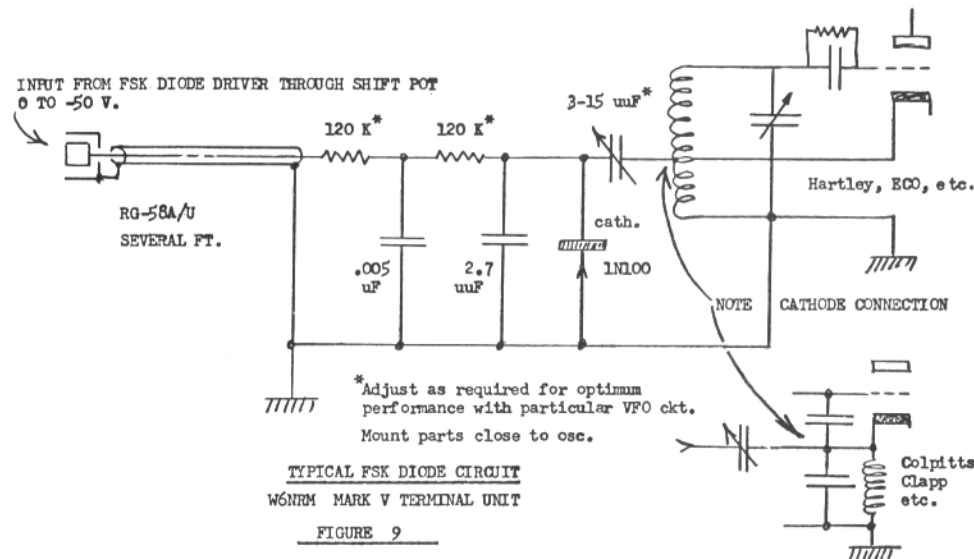 INPUT FROM FSK DIODE DRIVER THROUGH SHIFT POT
0 TO -50 V.
120 K*
120 K*
3-15 uuF*
RG-58A/U
SEVERAL FT.
.005
uF
2.7
uuF
cath.
1N100
Hartley, ECO, etc.
NOTE CATHODE CONNECTION
*Adjust as required for optimum
performance with particular VFO ckt.
Mount parts close to osc.
Colpitts
Clapp
etc.
TYPICAL FSK DIODE CIRCUIT
W6NRM MARK V TERMINAL UNIT
FIGURE 9